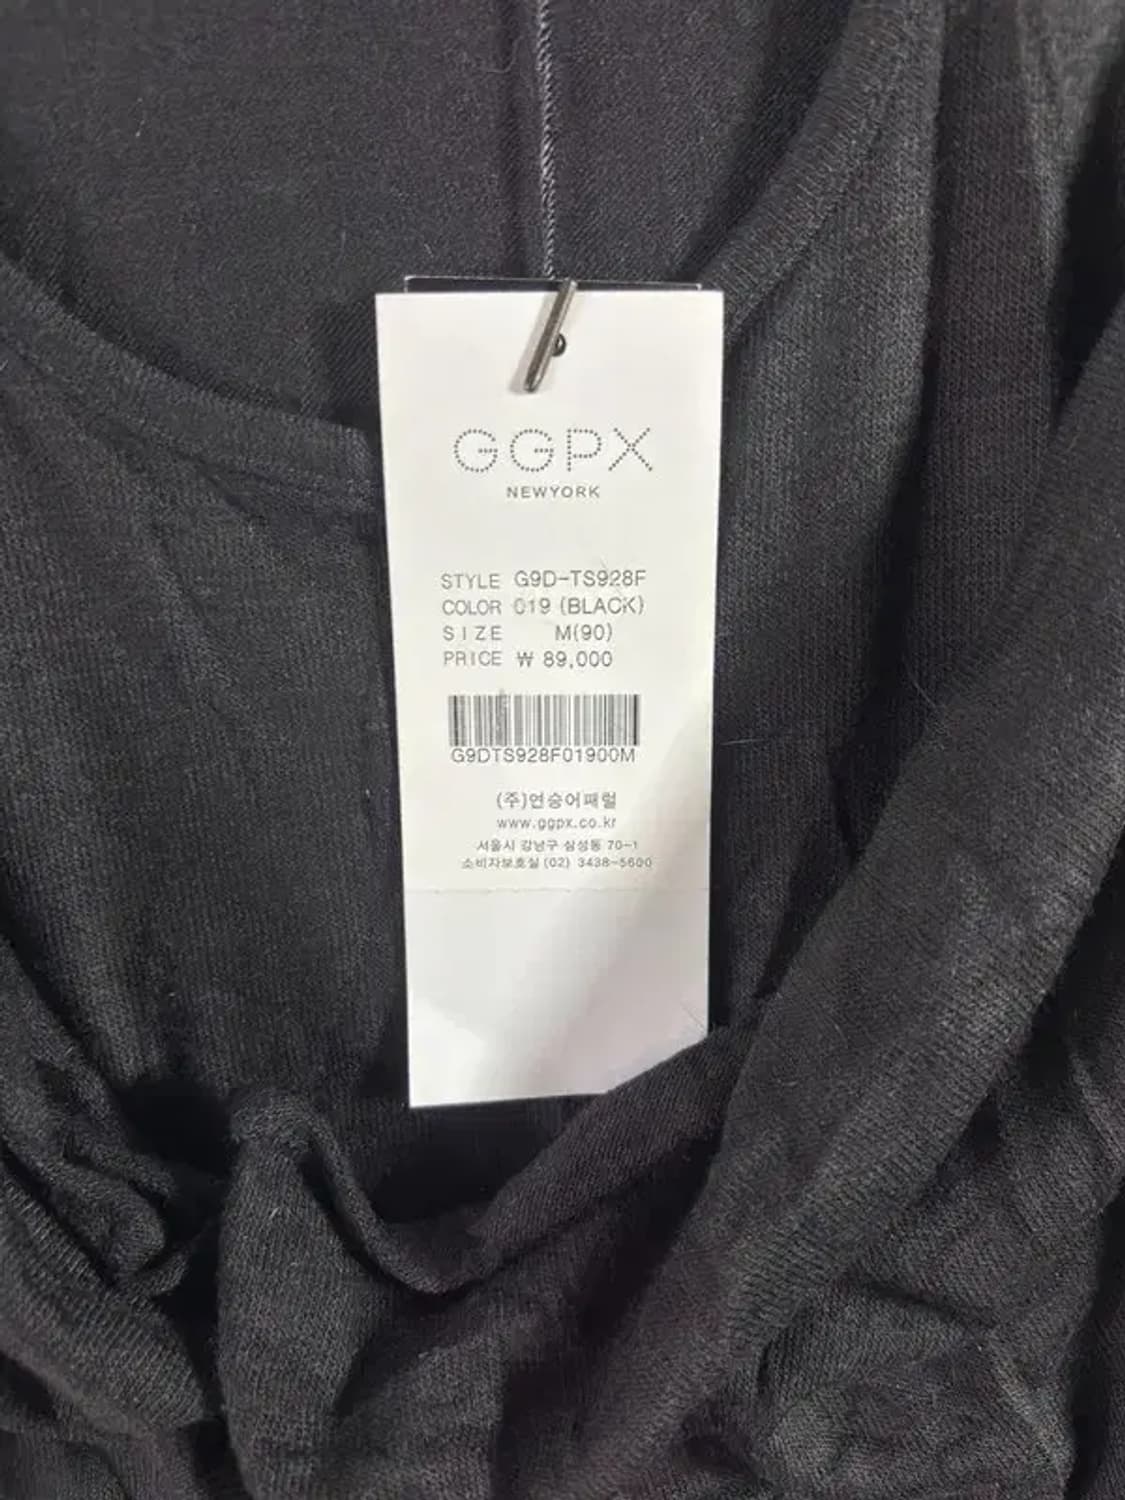 GGPX
NEWYORK
STYLE G9D-TS928F
COLOR 019 (BLACK)
SIZE M(90)
PRICE ₩ 89,000
G9DTS928F01900M
(주)연승어패럴
www.ggpx.co.kr
서울시 강남구 삼성동 70-1
소비자보호실 (02) 3438-5600